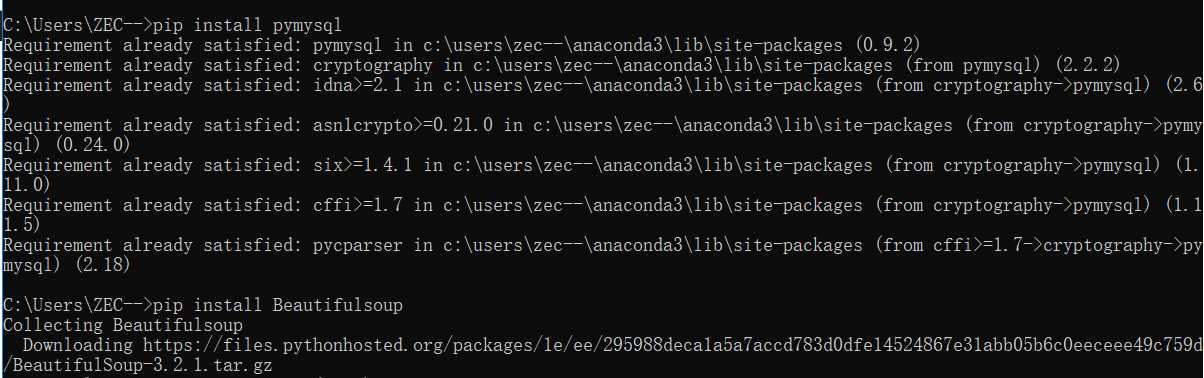 C:\Users\ZEC-->pip install pymysql
Requirement already satisfied: pymysql in c:\users\zec--\anaconda3\lib\site-packages (0.9.2)
Requirement already satisfied: cryptography in c:\users\zec--\anaconda3\lib\site-packages (from pymysql) (2.2.2)
Requirement already satisfied: idna>=2.1 in c:\users\zec--\anaconda3\lib\site-packages (from cryptography->pymysql) (2.6
)
Requirement already satisfied: asn1crypto>=0.21.0 in c:\users\zec--\anaconda3\lib\site-packages (from cryptography->pymy
sql) (0.24.0)
Requirement already satisfied: six>=1.4.1 in c:\users\zec--\anaconda3\lib\site-packages (from cryptography->pymysql) (1.
11.0)
Requirement already satisfied: cffi>=1.7 in c:\users\zec--\anaconda3\lib\site-packages (from cryptography->pymysql) (1.1
1.5)
Requirement already satisfied: pycparser in c:\users\zec--\anaconda3\lib\site-packages (from cffi>=1.7->cryptography->py
mysql) (2.18)
C:\Users\ZEC-->pip install Beautifulsoup
Collecting Beautifulsoup
Downloading https://files.pythonhosted.org/packages/1e/ee/295988deca1a5a7accd783d0dfe14524867e31abb05b6c0eeceee49c759d
/BeautifulSoup-3.2.1.tar.gz